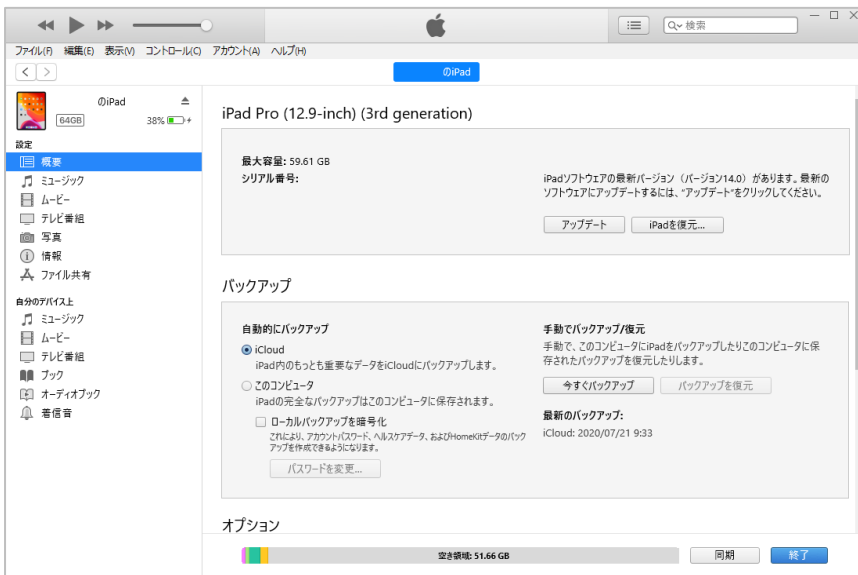 検索
ファイル(F) 編集(E) 表示(V) コントロール(C) アカウント(A) ヘルプ(H)
のiPad
のiPad
64GB 38%
設定
概要
ミュージック
ムービー
テレビ番組
写真
情報
ファイル共有
自分のデバイス上
ミュージック
ムービー
テレビ番組
ブック
オーディオブック
着信音
iPad Pro (12.9-inch) (3rd generation)
最大容量: 59.61 GB
シリアル番号:
iPadソフトウェアの最新バージョン（バージョン14.0）があります。最新の
ソフトウェアにアップデートするには、"アップデート"をクリックしてください。
アップデート iPadを復元...
バックアップ
自動的にバックアップ
iCloud
iPad内のもっとも重要なデータをiCloudにバックアップします。
このコンピュータ
iPadの完全なバックアップはこのコンピュータに保存されます。
ローカルバックアップを暗号化
これにより、アカウントパスワード、ヘルスケアデータ、およびHomeKitデータのバック
アップを作成できるようになります。
パスワードを変更...
手動でバックアップ/復元
手動で、このコンピュータにiPadをバックアップしたりこのコンピュータに保
存されたバックアップを復元したりします。
今すぐバックアップ バックアップを復元
最新のバックアップ:
iCloud: 2020/07/21 9:33
オプション
空き領域: 51.66 GB 同期 終了